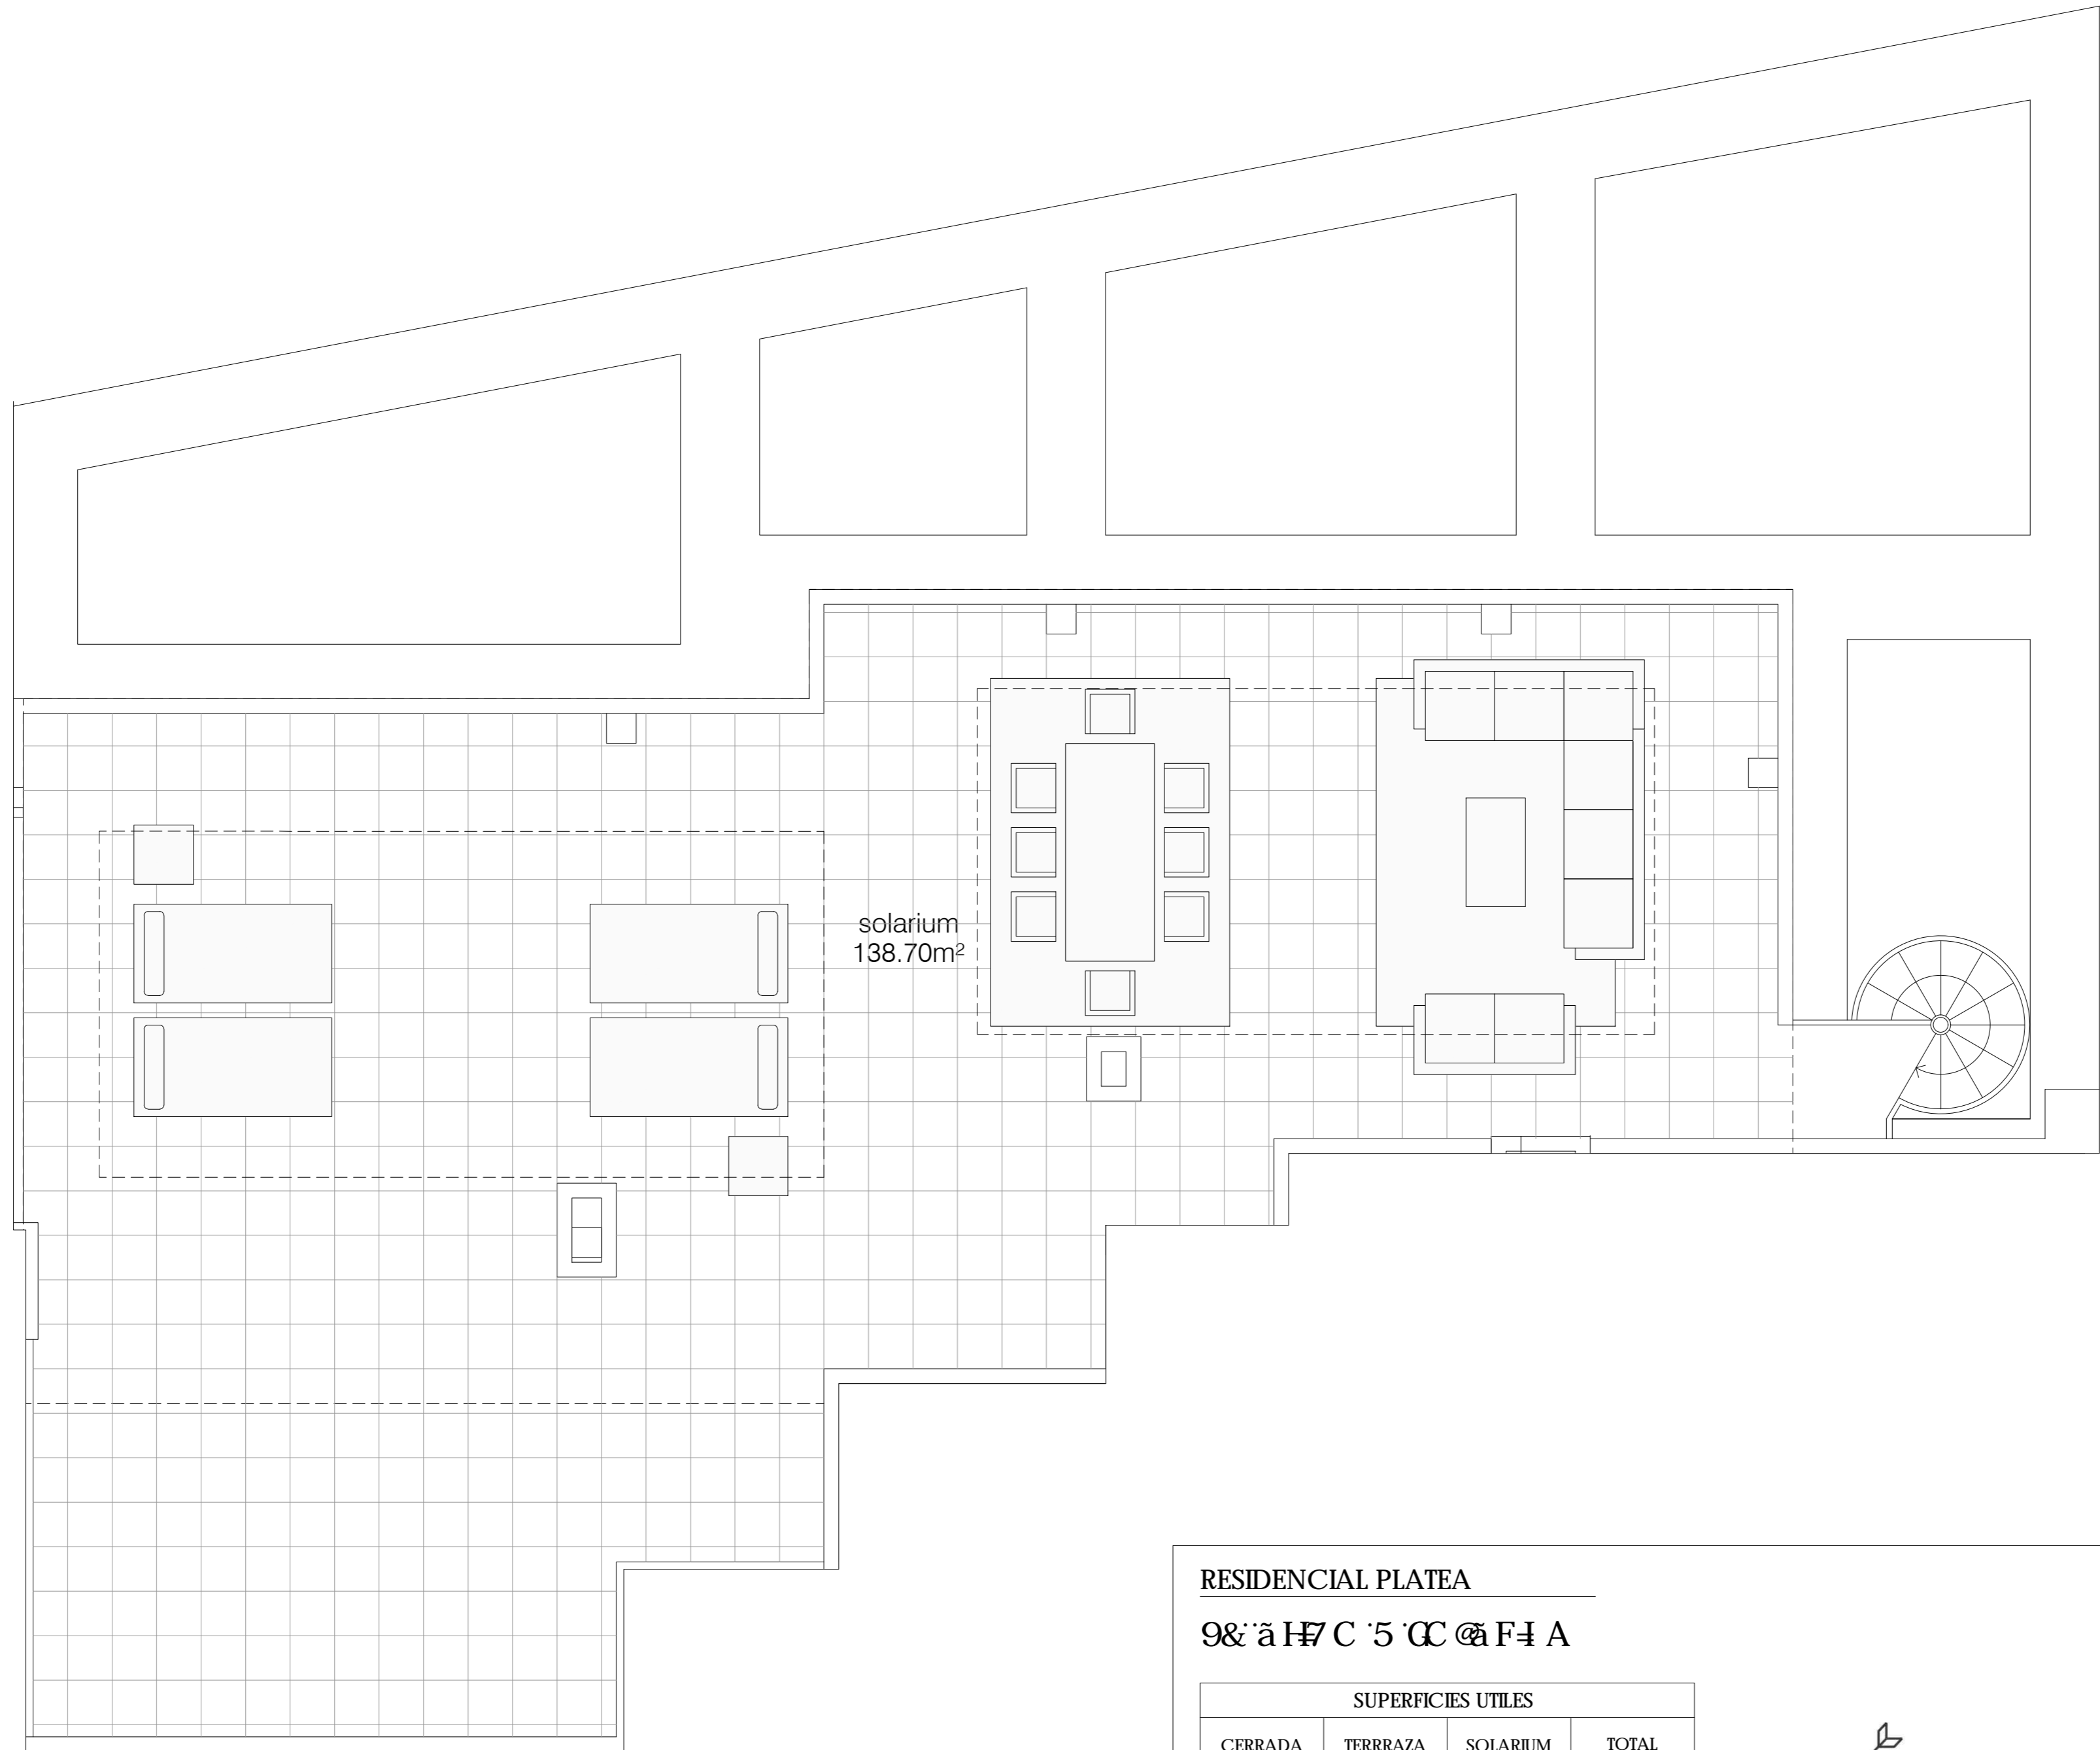 solarium
138.70m²
RESIDENCIAL PLATEA
SUPERFICIES UTILES
CERRADA TERRRAZA SOLARIUM TOTAL